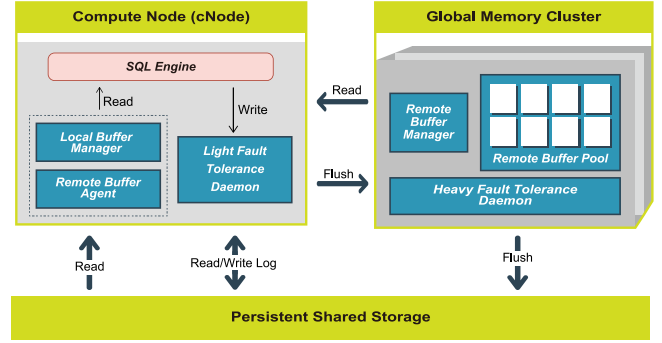 Compute Node (cNode)
SQL Engine
Read
Write
Local Buffer
Manager
Remote Buffer
Agent
Light Fault
Tolerance
Daemon
Read
Flush
Global Memory Cluster
Remote
Buffer
Manager
Remote Buffer Pool
Heavy Fault Tolerance
Daemon
Read
Read/Write Log
Flush
Persistent Shared Storage